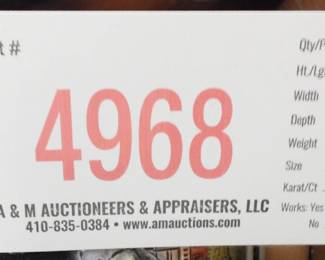 t #
4968
A & M AUCTIONEERS & APPRAISERS, LLC
410-835-0384 • www.amauctions.com
Qty/P
Ht./Lg
Width
Depth
Weight
Size
Karat/Ct
Works: Yes
No